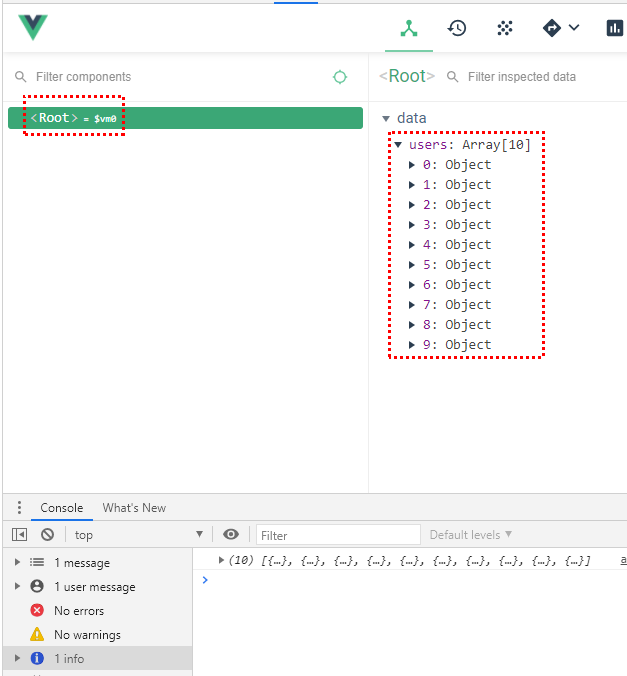 Filter components
<Root> = $vm0
<Root> Filter inspected data
data
users: Array[10]
0: Object
1: Object
2: Object
3: Object
4: Object
5: Object
6: Object
7: Object
8: Object
9: Object
Console What's New
top Filter Default levels
1 message
1 user message
No errors
No warnings
1 info
(10) [{…}, {…}, {…}, {…}, {…}, {…}, {…}, {…}, {…}, {…}] a
>